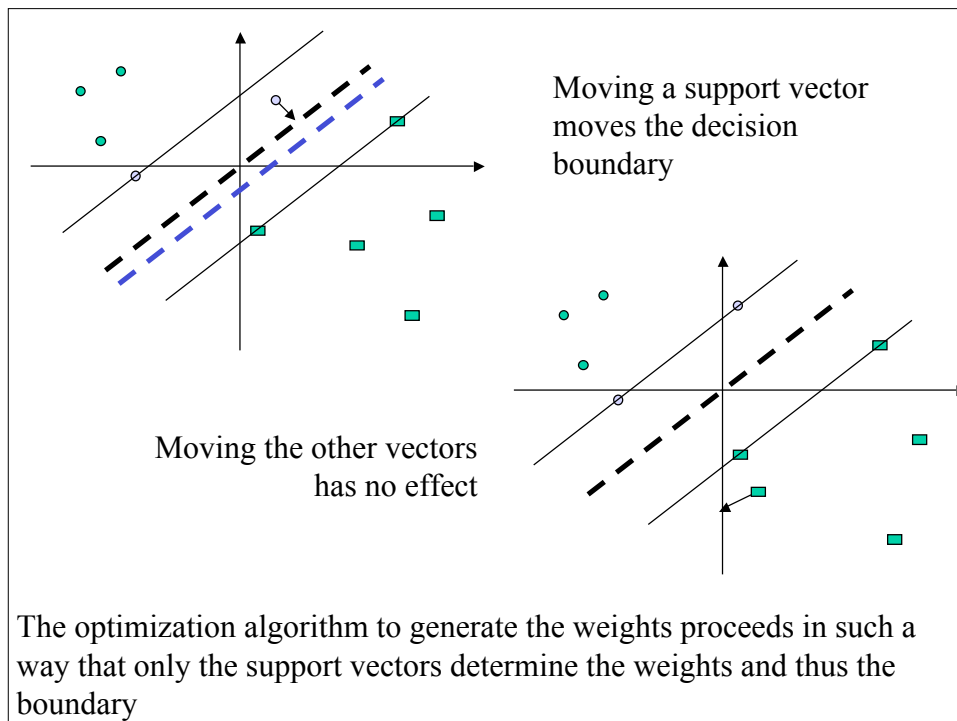 Moving a support vector
moves the decision
boundary
Moving the other vectors
has no effect
The optimization algorithm to generate the weights proceeds in such a
way that only the support vectors determine the weights and thus the
boundary